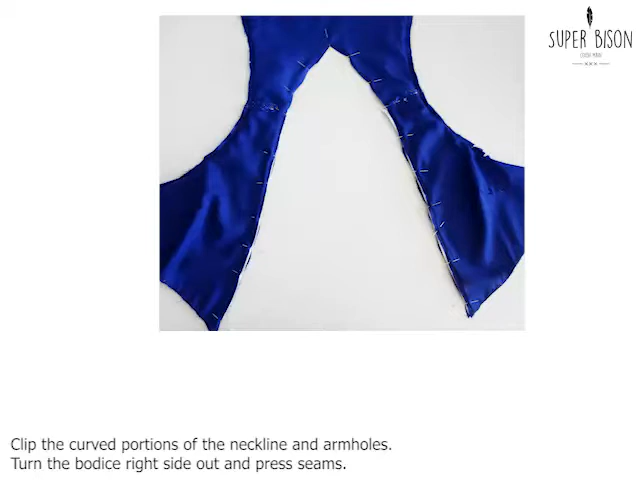 SUPER BISON
Clip the curved portions of the neckline and armholes.
Turn the bodice right side out and press seams.